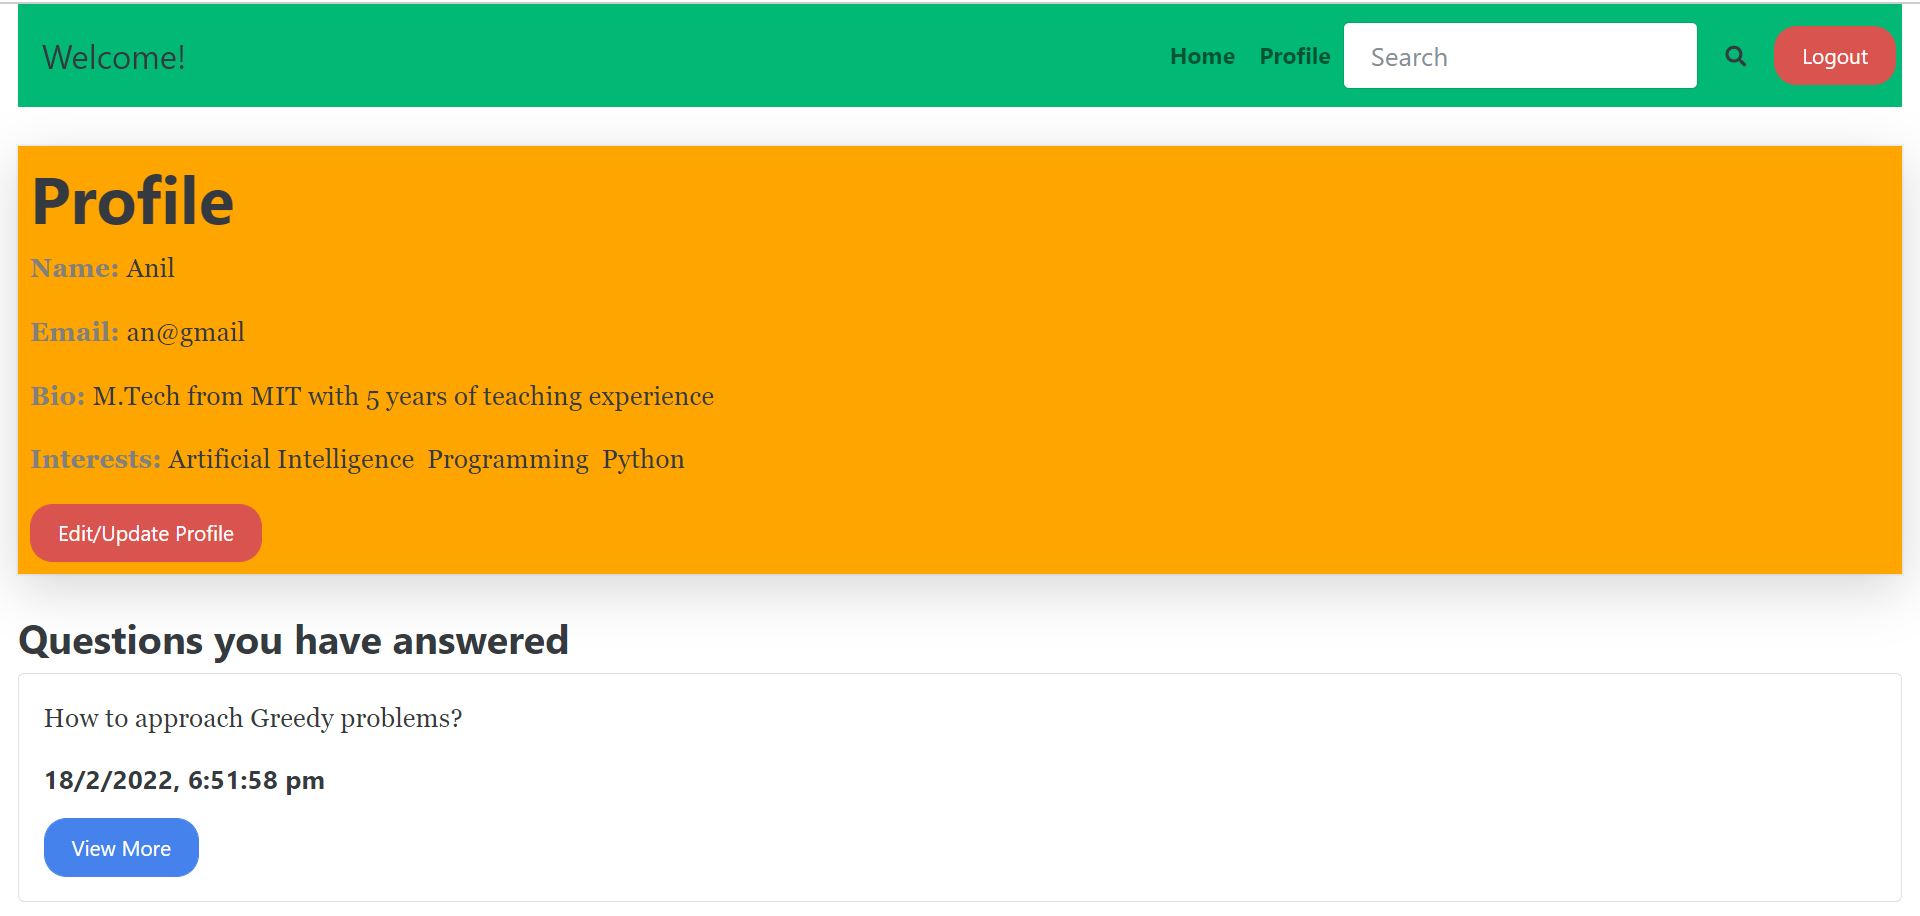 Welcome! Home Profile Search Logout
Profile
Name: Anil
Email: an@gmail
Bio: M.Tech from MIT with 5 years of teaching experience
Interests: Artificial Intelligence Programming Python
Edit/Update Profile
Questions you have answered
How to approach Greedy problems?
18/2/2022, 6:51:58 pm
View More